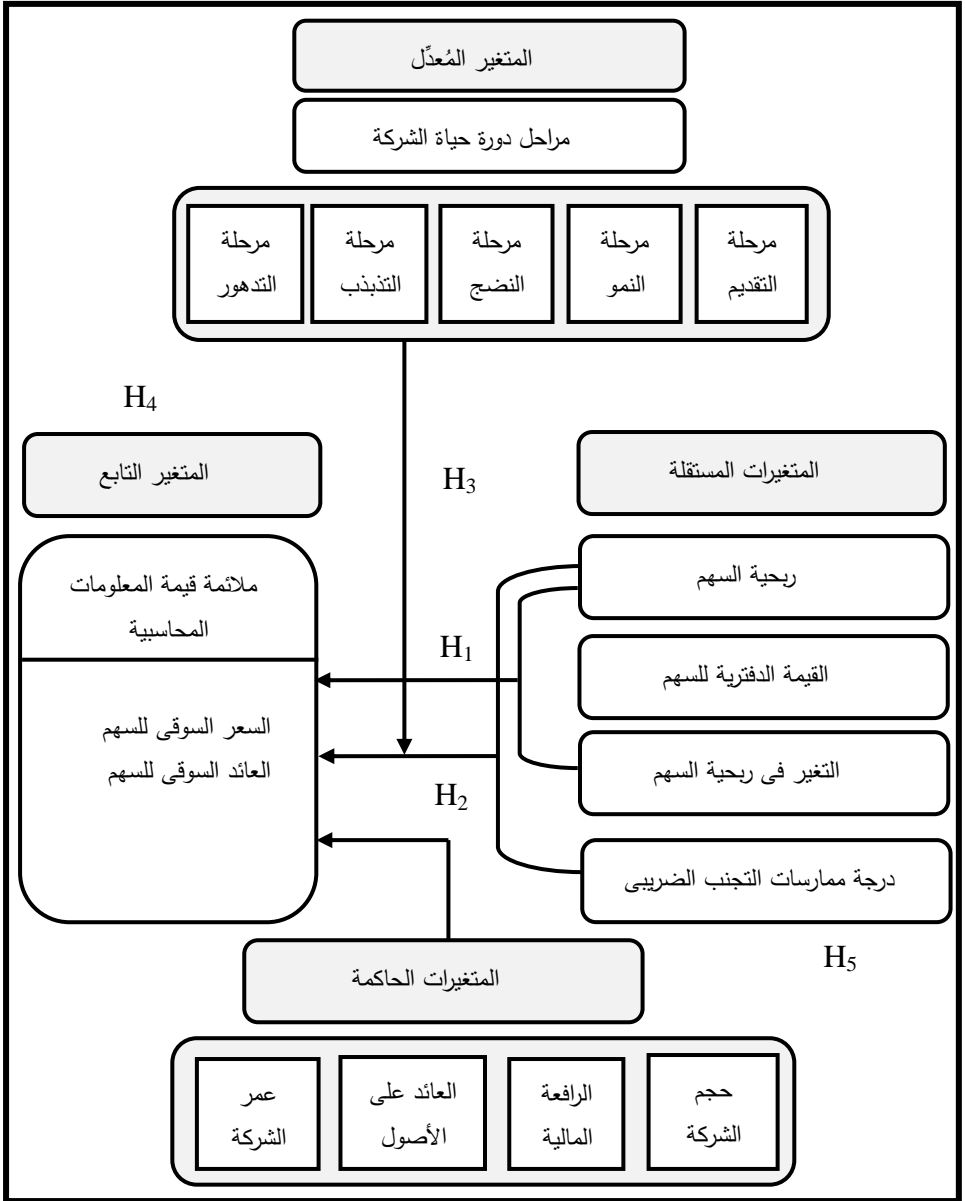 المتغير المُعدِّل
مراحل دورة حياة الشركة
مرحلة
التقديم
مرحلة
النمو
مرحلة
النضج
مرحلة
التذبذب
مرحلة
التدهور
H4
المتغيرات المستقلة
H3
المتغير التابع
ربحية السهم
القيمة الدفترية للسهم
التغير فى ربحية السهم
درجة ممارسات التجنب الضريبى
H1
H2
ملائمة قيمة المعلومات
المحاسبية
السعر السوقى للسهم
العائد السوقى للسهم
H5
المتغيرات الحاكمة
حجم
الشركة
الرافعة
المالية
العائد على
الأصول
عمر
الشركة